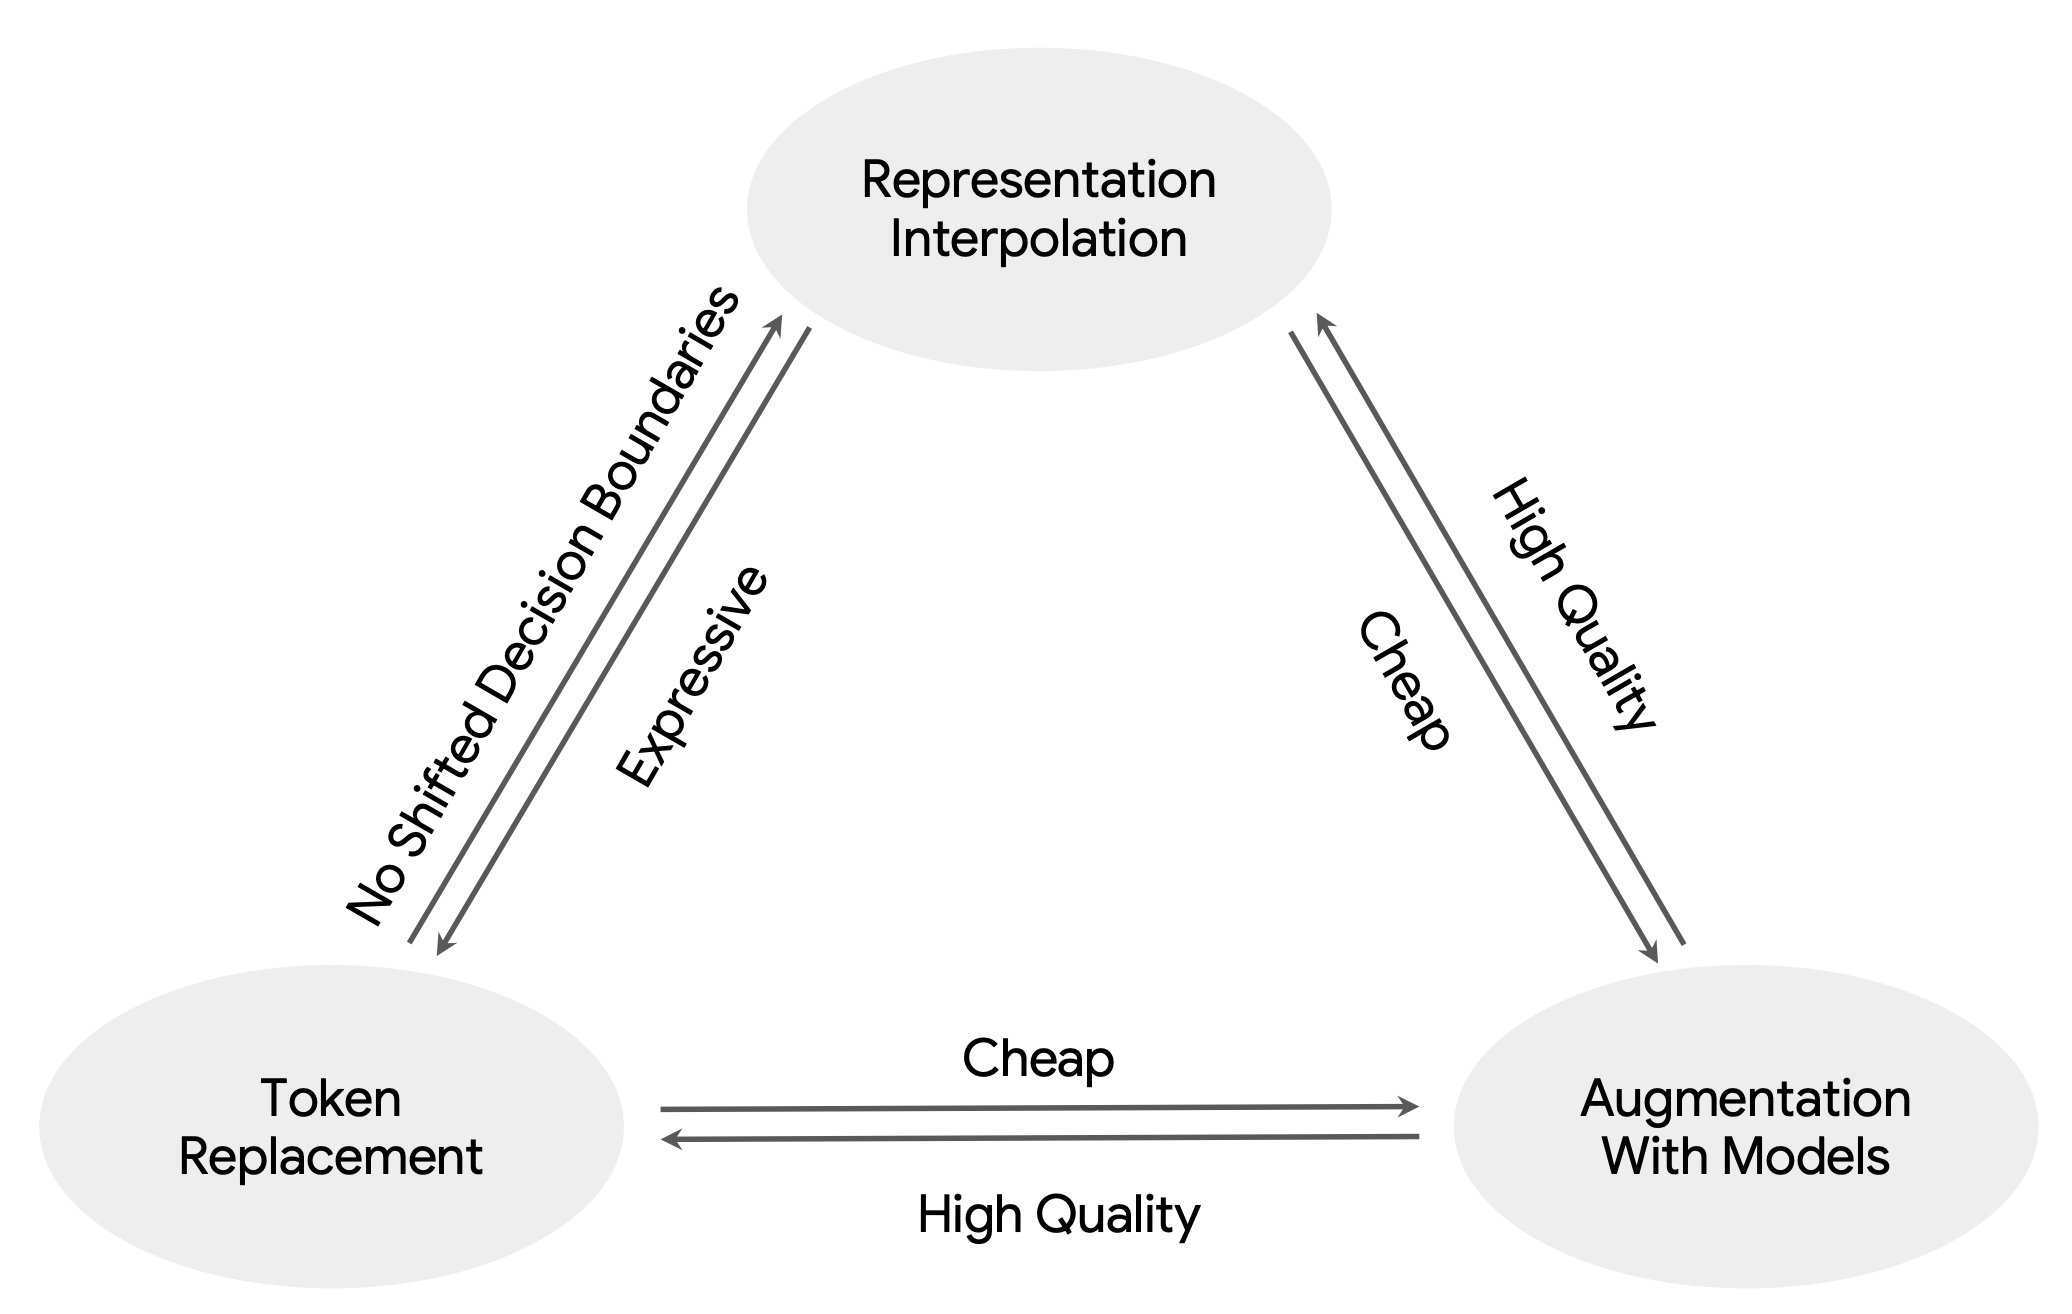 Representation
Interpolation
No Shifted Decision Boundaries
Expressive
High Quality
Cheap
Cheap
High Quality
Token
Replacement
Augmentation
With Models